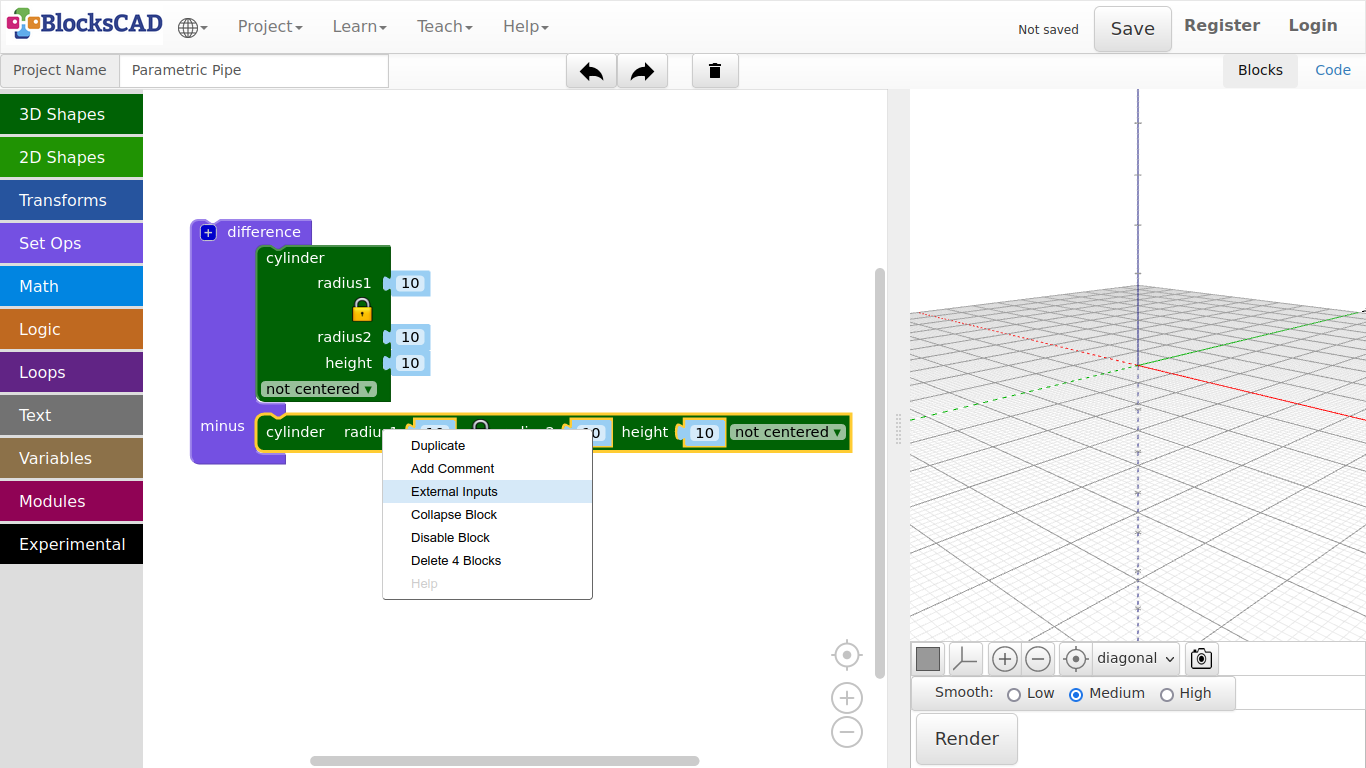 BlocksCAD Project Learn Teach Help Not saved Save Register Login
Project Name Parametric Pipe Blocks Code
3D Shapes
2D Shapes
Transforms
Set Ops
Math
Logic
Loops
Text
Variables
Modules
Experimental
+ difference
cylinder
radius1 10
radius2 10
height 10
not centered
minus cylinder height 10 not centered
Duplicate
Add Comment
External Inputs
Collapse Block
Disable Block
Delete 4 Blocks
Help
diagonal
Smooth: Low Medium High
Render